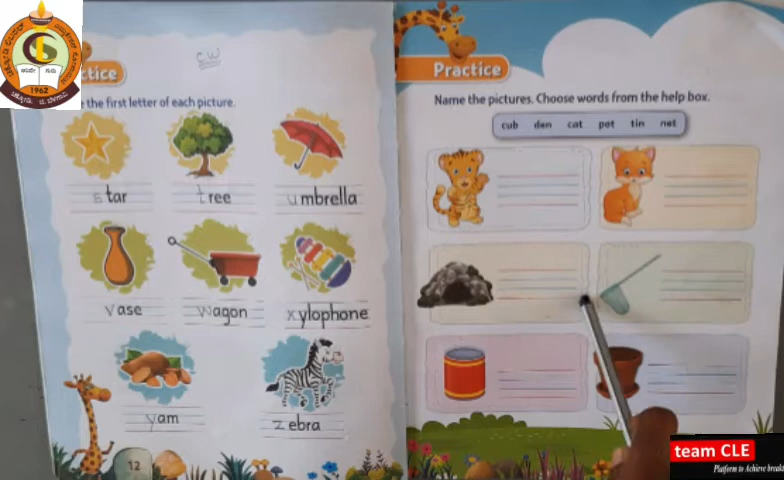 1962
CW
ctice
the first letter of each picture.
star
tree
umbrella
vase
wagon
xylophone
yam
zebra
12
Practice
Name the pictures. Choose words from the help box.
cub den cat pot tin net
team CLE
Platform to Achieve break